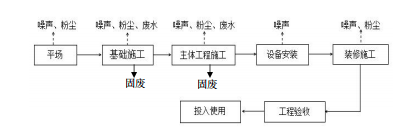 噪声、粉尘 噪声、粉尘、废水 噪声、粉尘、废水 噪声 噪声、粉尘
平场 基础施工 主体工程施工 设备安装 装修施工
固废 固废
投入使用 工程验收